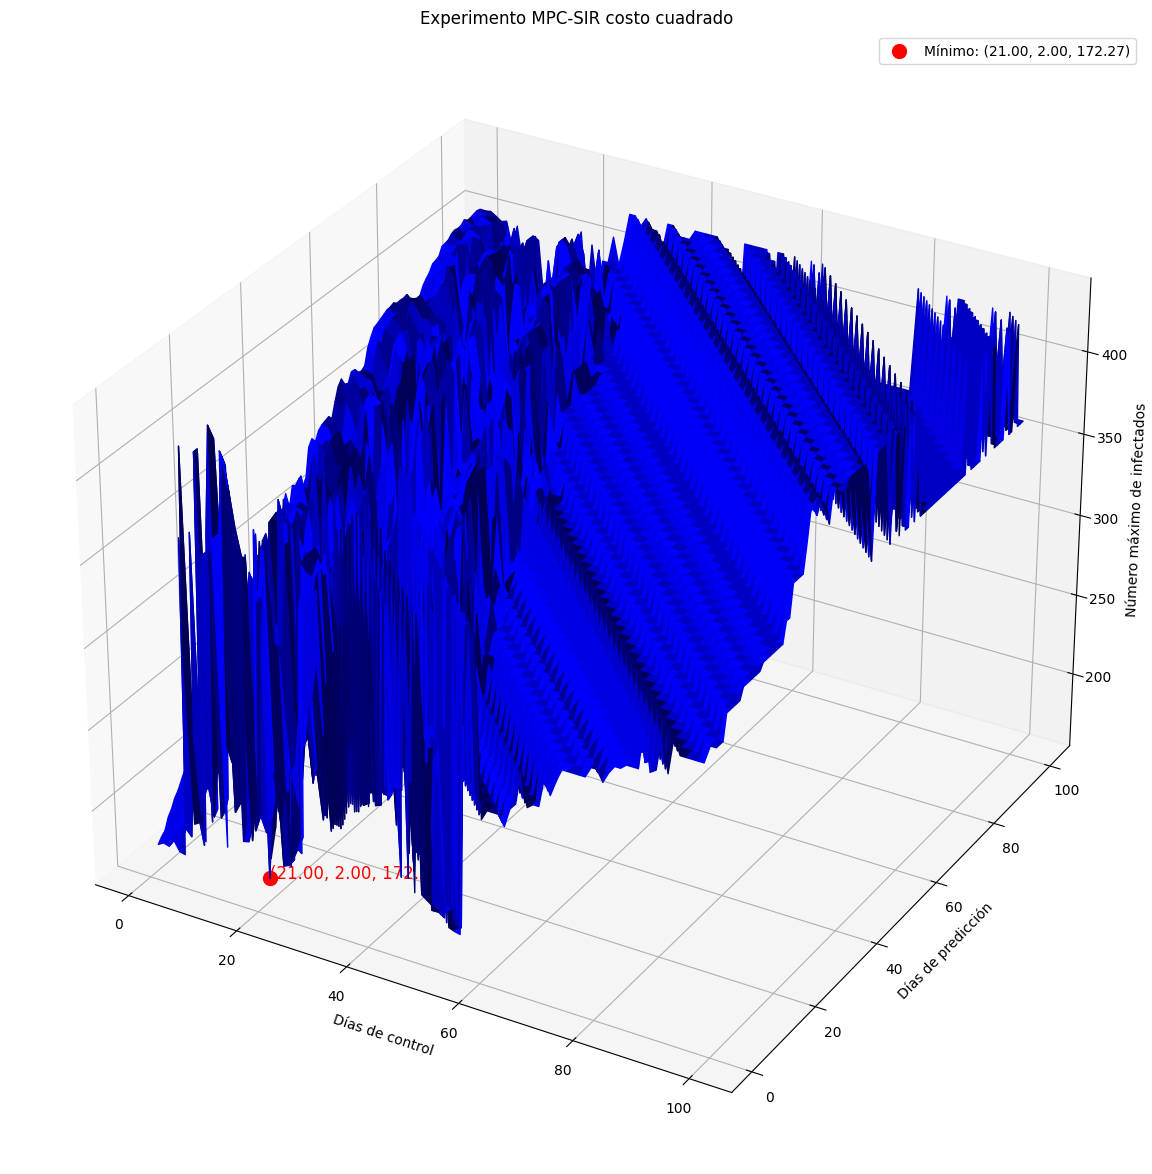 Experimento MPC-SIR costo cuadrado
Mínimo: (21.00, 2.00, 172.27)
400
350
300
250
200
Número máximo de infectados
(21.00, 2.00, 172.
0
20
40
60
80
100
Días de control
0
20
40
60
80
100
Días de predicción